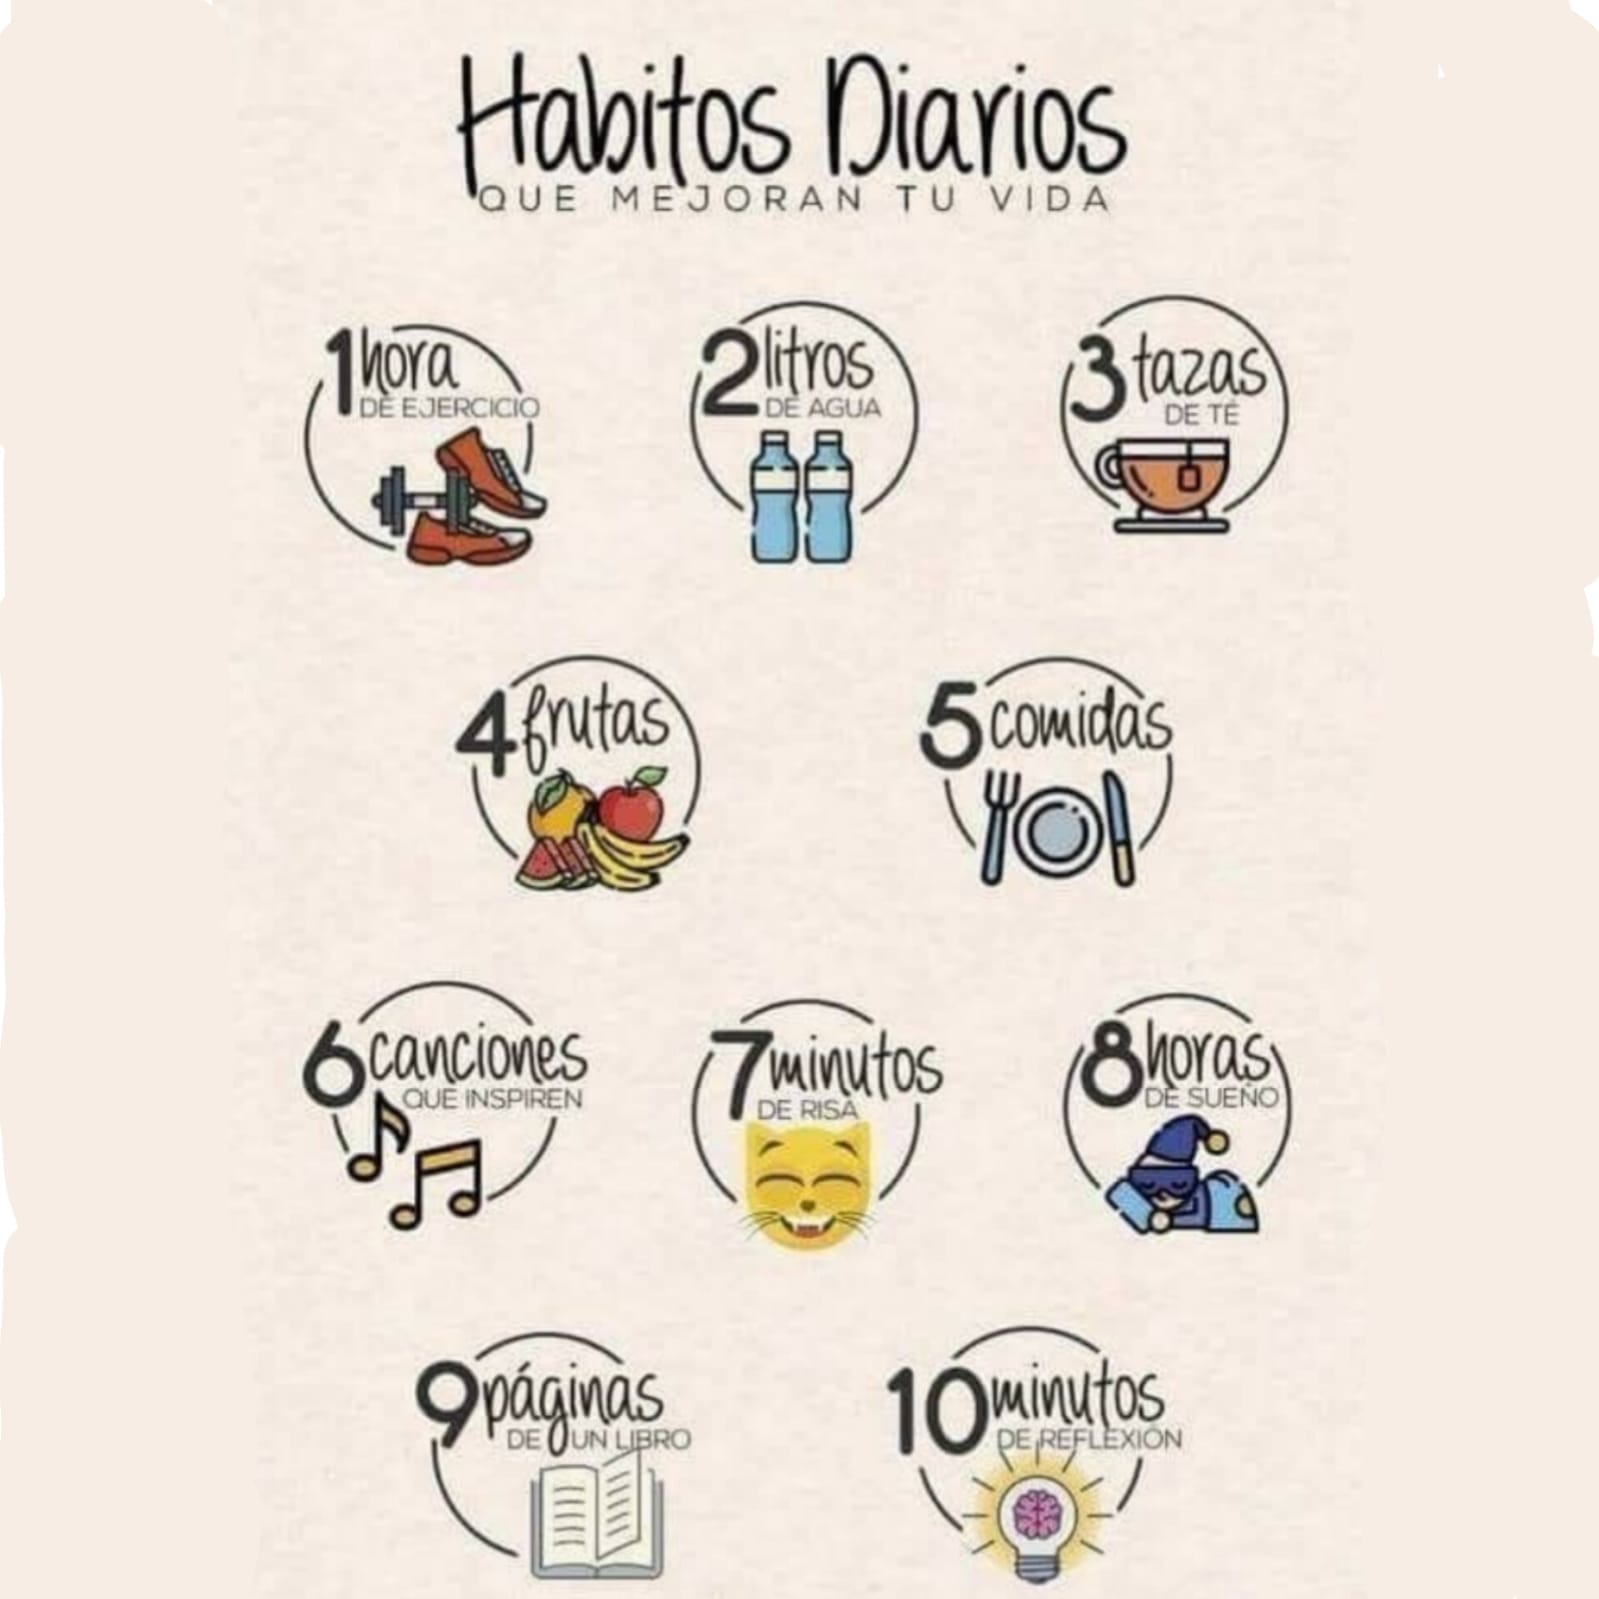 Habitos Diarios
QUE MEJORAN TU VIDA
1 hora
DE EJERCICIO
2 litros
DE AGUA
3 tazas
DE TÉ
4 frutas
5 comidas
6 canciones
QUE INSPIREN
7 minutos
DE RISA
8 horas
DE SUEÑO
9 páginas
DE UN LIBRO
10 minutos
DE REFLEXIÓN